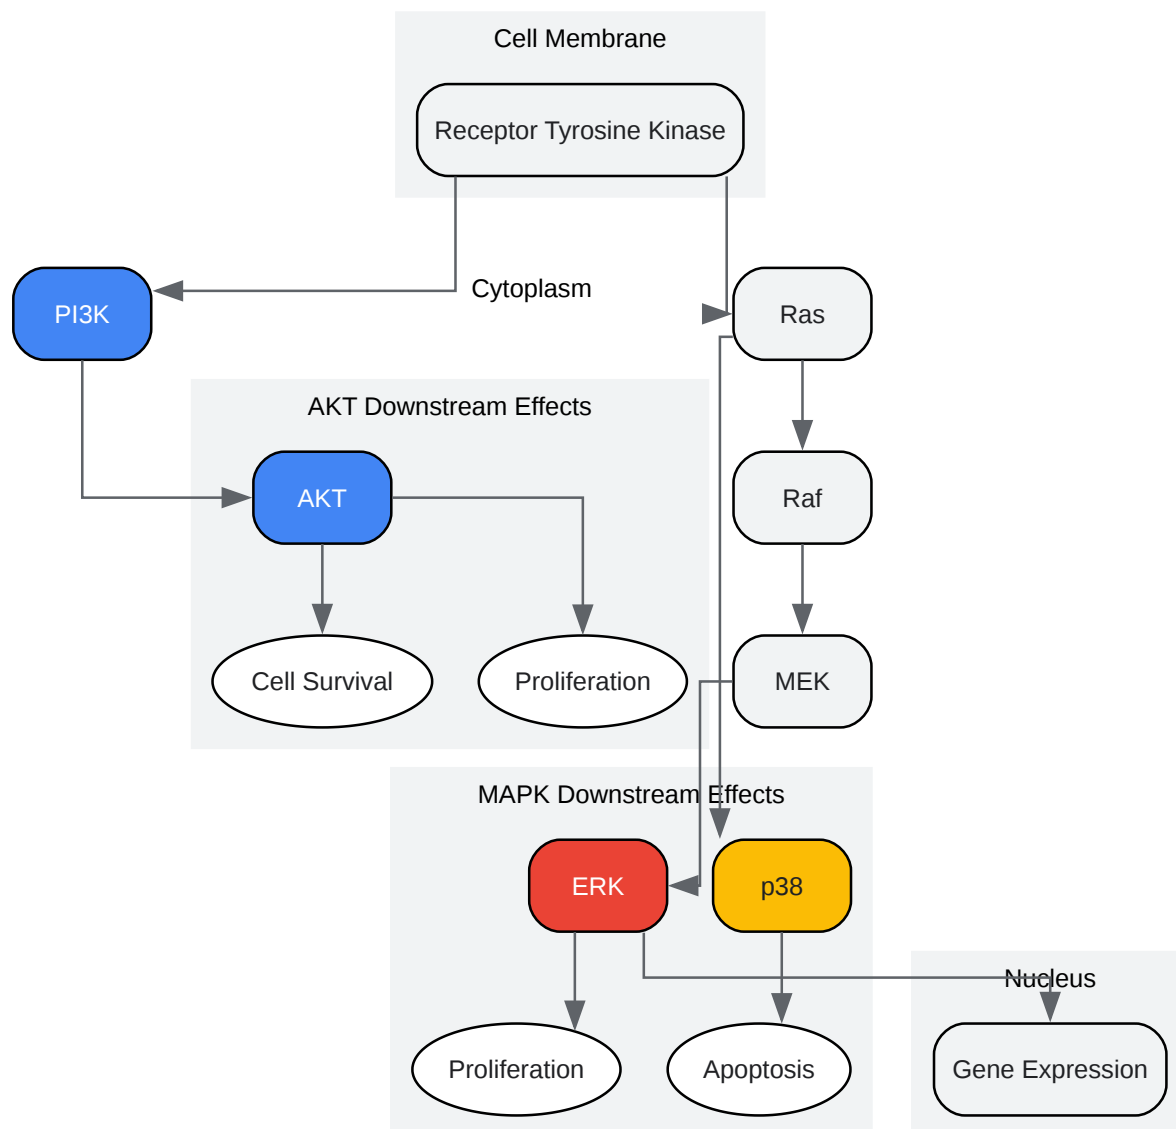 Cell Membrane
Receptor Tyrosine Kinase
Cytoplasm
PI3K
Ras
AKT Downstream Effects
AKT
Raf
Cell Survival
Proliferation
MEK
MAPK Downstream Effects
ERK
p38
Nucleus
Proliferation
Apoptosis
Gene Expression